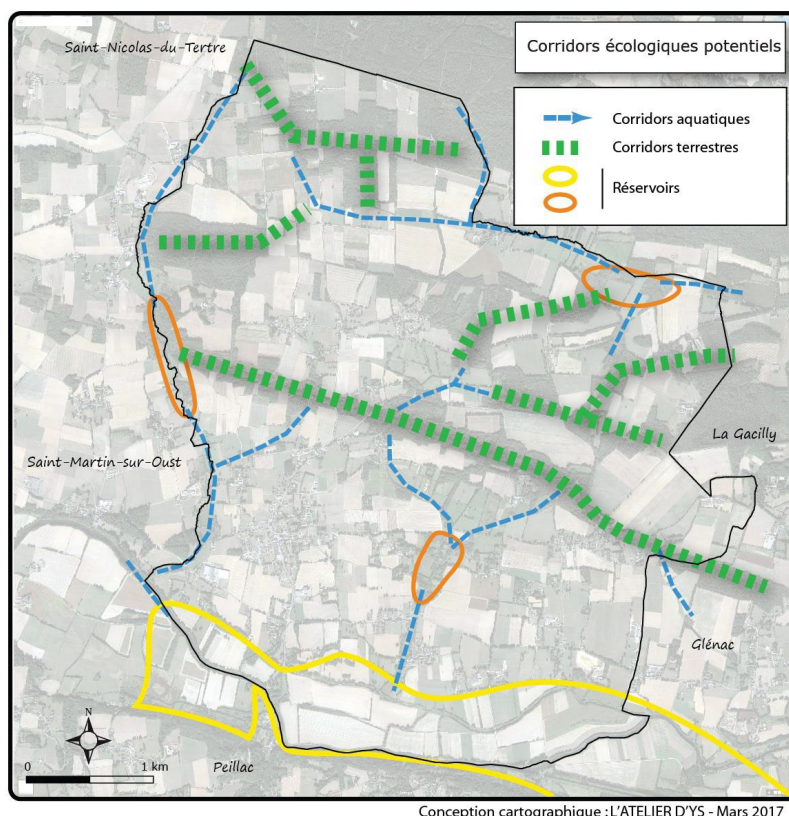 Saint-Nicolas-du-Tertre
Corridors écologiques potentiels
Corridors aquatiques
Corridors terrestres
Réservoirs
La Gacilly
Saint-Martin-sur-Oust
Glénac
N
0 1 km
Peillac
Conception cartographique : L'ATELIER D'YS - Mars 2017